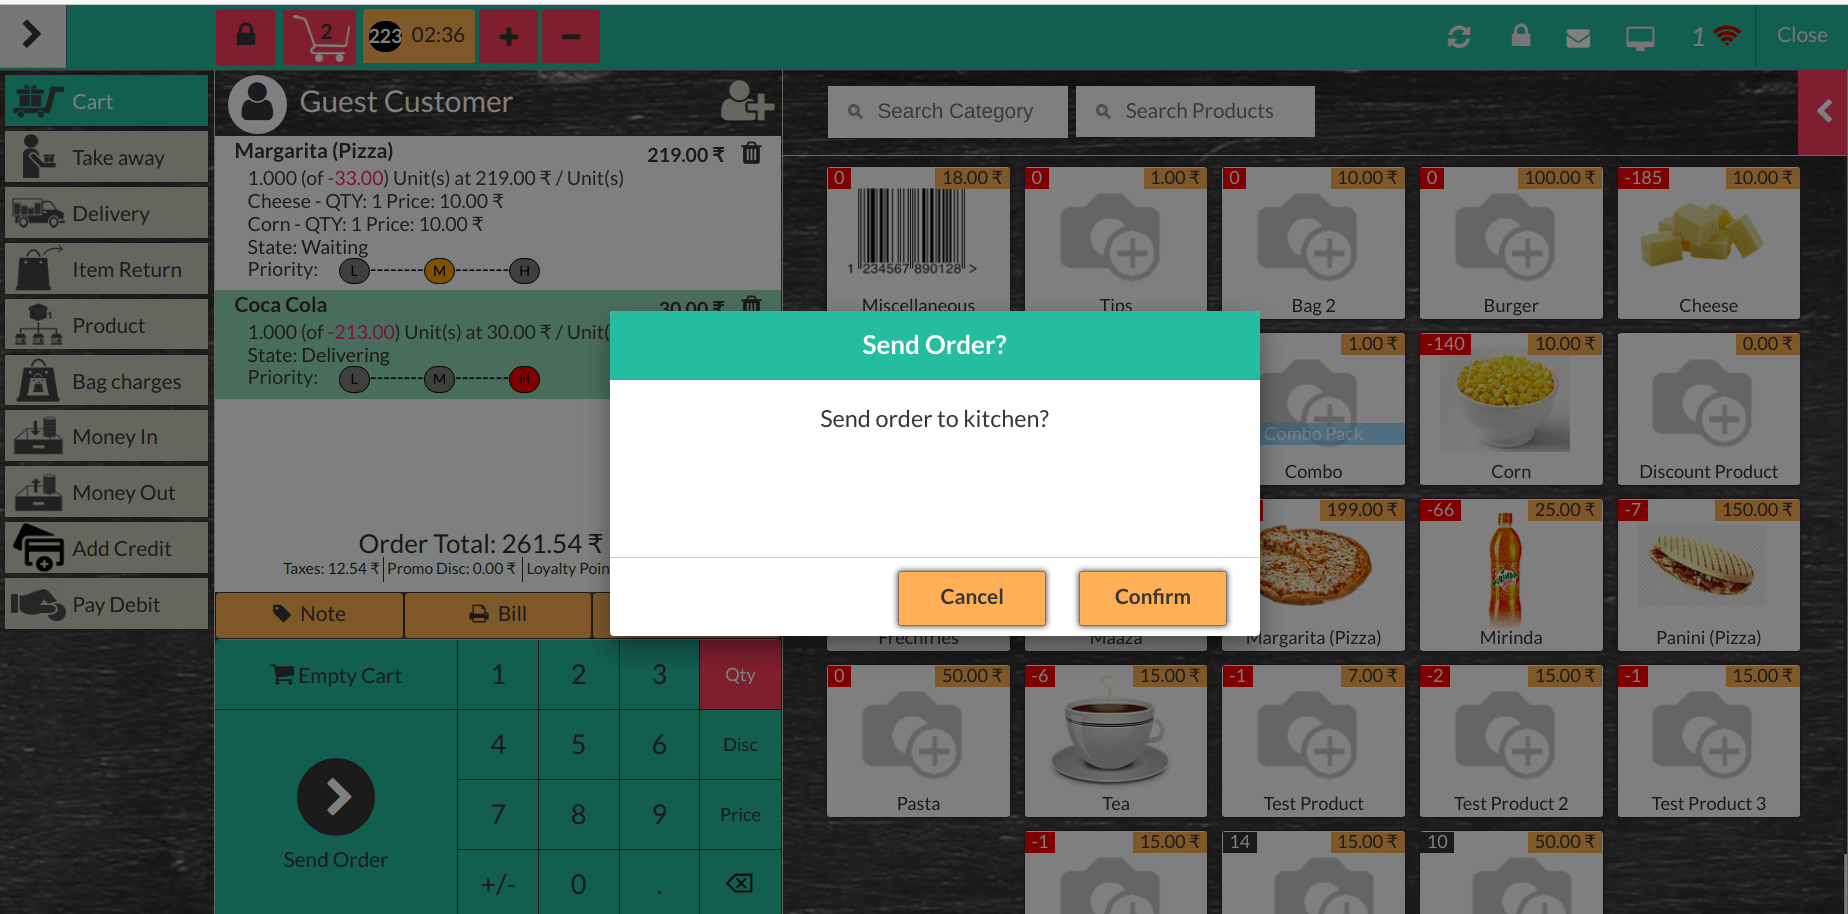 2
223 02:36
1
Close
Cart
Take away
Delivery
Item Return
Product
Bag charges
Money In
Money Out
Add Credit
Pay Debit
Guest Customer
Margarita (Pizza)
219.00 ₹
1.000 (of -33.00) Unit(s) at 219.00 ₹ / Unit(s)
Cheese - QTY: 1 Price: 10.00 ₹
Corn - QTY: 1 Price: 10.00 ₹
State: Waiting
Priority: L M H
Coca Cola
30.00 ₹
1.000 (of -213.00) Unit(s) at 30.00 ₹ / Unit(
State: Delivering
Priority: L M H
Order Total: 261.54 ₹
Taxes: 12.54 ₹ Promo Disc: 0.00 ₹ Loyalty Poin
Note
Bill
Empty Cart
1 2 3 Qty
4 5 6 Disc
7 8 9 Price
+/- 0 .
Send Order
Search Category
Search Products
0 18.00 ₹
1 234567 890128 >
Miscellaneous
0 1.00 ₹
Tips
0 10.00 ₹
Bag 2
0 100.00 ₹
Burger
-185 10.00 ₹
Cheese
Send Order?
Send order to kitchen?
Cancel
Confirm
1.00 ₹
Combo Pack
Combo
-140 10.00 ₹
Corn
0.00 ₹
Discount Product
Frechfries
Maaza
199.00 ₹
Margarita (Pizza)
-66 25.00 ₹
MIRINDA
Mirinda
-7 150.00 ₹
Panini (Pizza)
0 50.00 ₹
Pasta
-6 15.00 ₹
Tea
-1 7.00 ₹
Test Product
-2 15.00 ₹
Test Product 2
-1 15.00 ₹
Test Product 3
-1 15.00 ₹
14 15.00 ₹
10 50.00 ₹